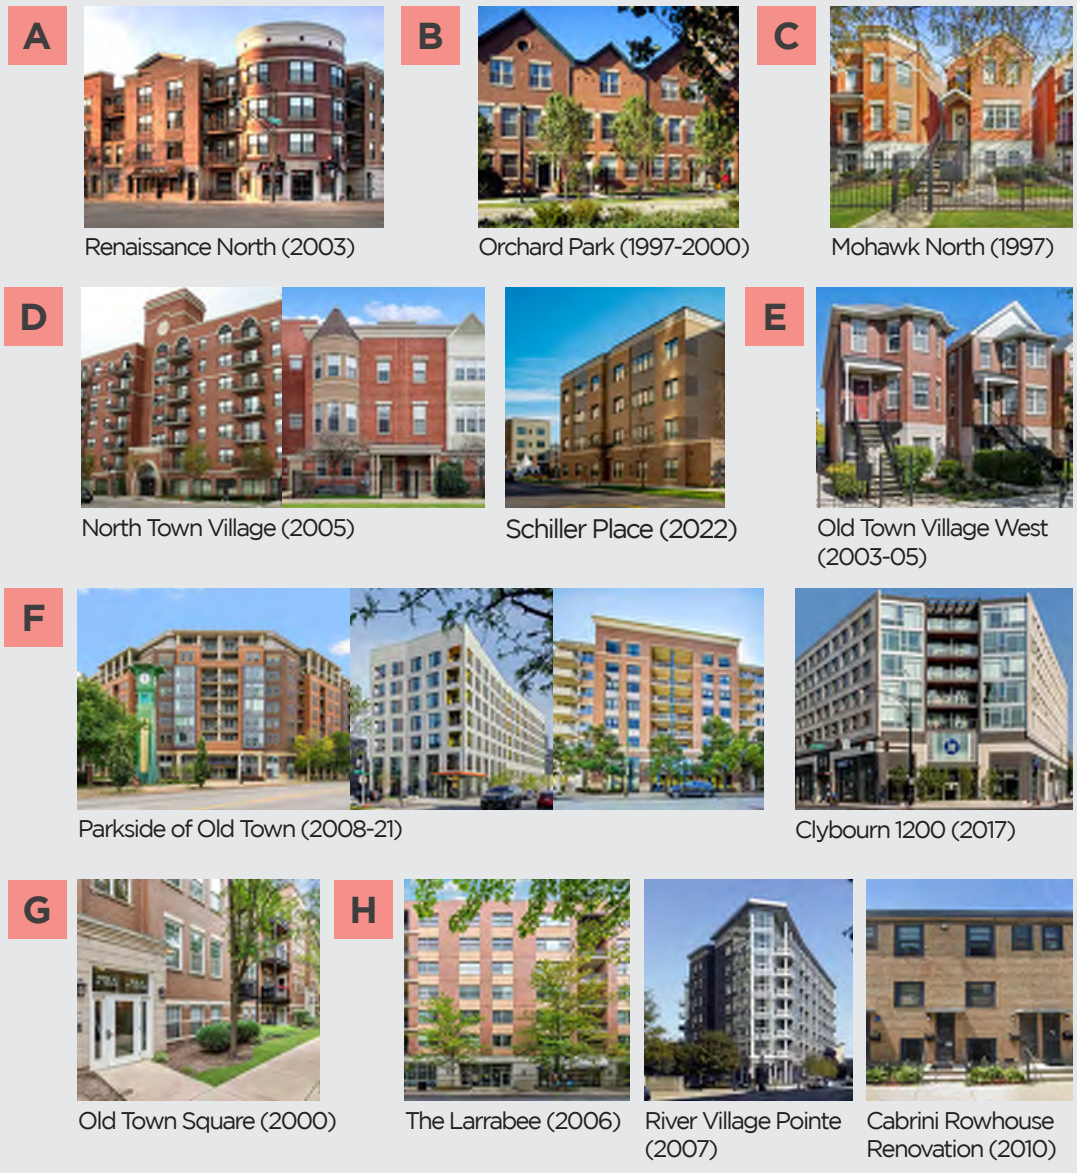 A
B
C
Renaissance North (2003)
Orchard Park (1997-2000)
Mohawk North (1997)
D
E
North Town Village (2005)
Schiller Place (2022)
Old Town Village West
(2003-05)
F
Parkside of Old Town (2008-21)
Clybourn 1200 (2017)
G
H
Old Town Square (2000)
The Larrabee (2006)
River Village Pointe
(2007)
Cabrini Rowhouse
Renovation (2010)